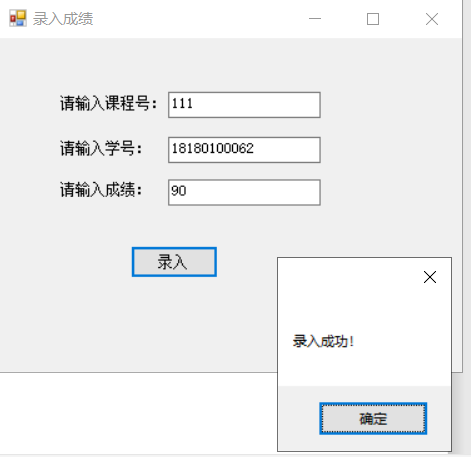 录入成绩
请输入课程号： 111
请输入学号： 18180100062
请输入成绩： 90
录入
录入成功！
确定